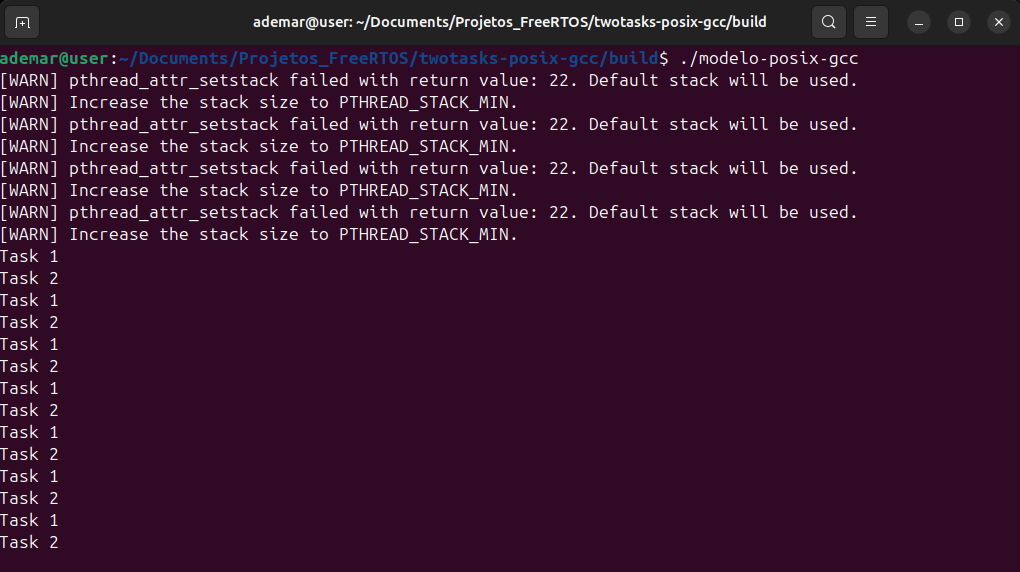 ademar@user: ~/Documents/Projetos_FreeRTOS/twotasks-posix-gcc/build
ademar@user:~/Documents/Projetos_FreeRTOS/twotasks-posix-gcc/build$ ./modelo-posix-gcc
[WARN] pthread_attr_setstack failed with return value: 22. Default stack will be used.
[WARN] Increase the stack size to PTHREAD_STACK_MIN.
[WARN] pthread_attr_setstack failed with return value: 22. Default stack will be used.
[WARN] Increase the stack size to PTHREAD_STACK_MIN.
[WARN] pthread_attr_setstack failed with return value: 22. Default stack will be used.
[WARN] Increase the stack size to PTHREAD_STACK_MIN.
[WARN] pthread_attr_setstack failed with return value: 22. Default stack will be used.
[WARN] Increase the stack size to PTHREAD_STACK_MIN.
Task 1
Task 2
Task 1
Task 2
Task 1
Task 2
Task 1
Task 2
Task 1
Task 2
Task 1
Task 2
Task 1
Task 2